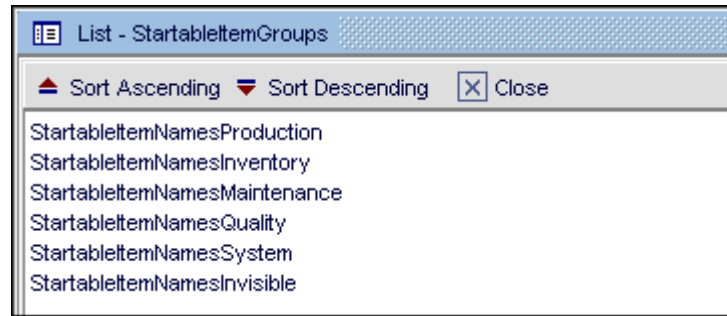 List - StartableItemGroups
Sort Ascending Sort Descending Close
StartableItemNamesProduction
StartableItemNamesInventory
StartableItemNamesMaintenance
StartableItemNamesQuality
StartableItemNamesSystem
StartableItemNamesInvisible